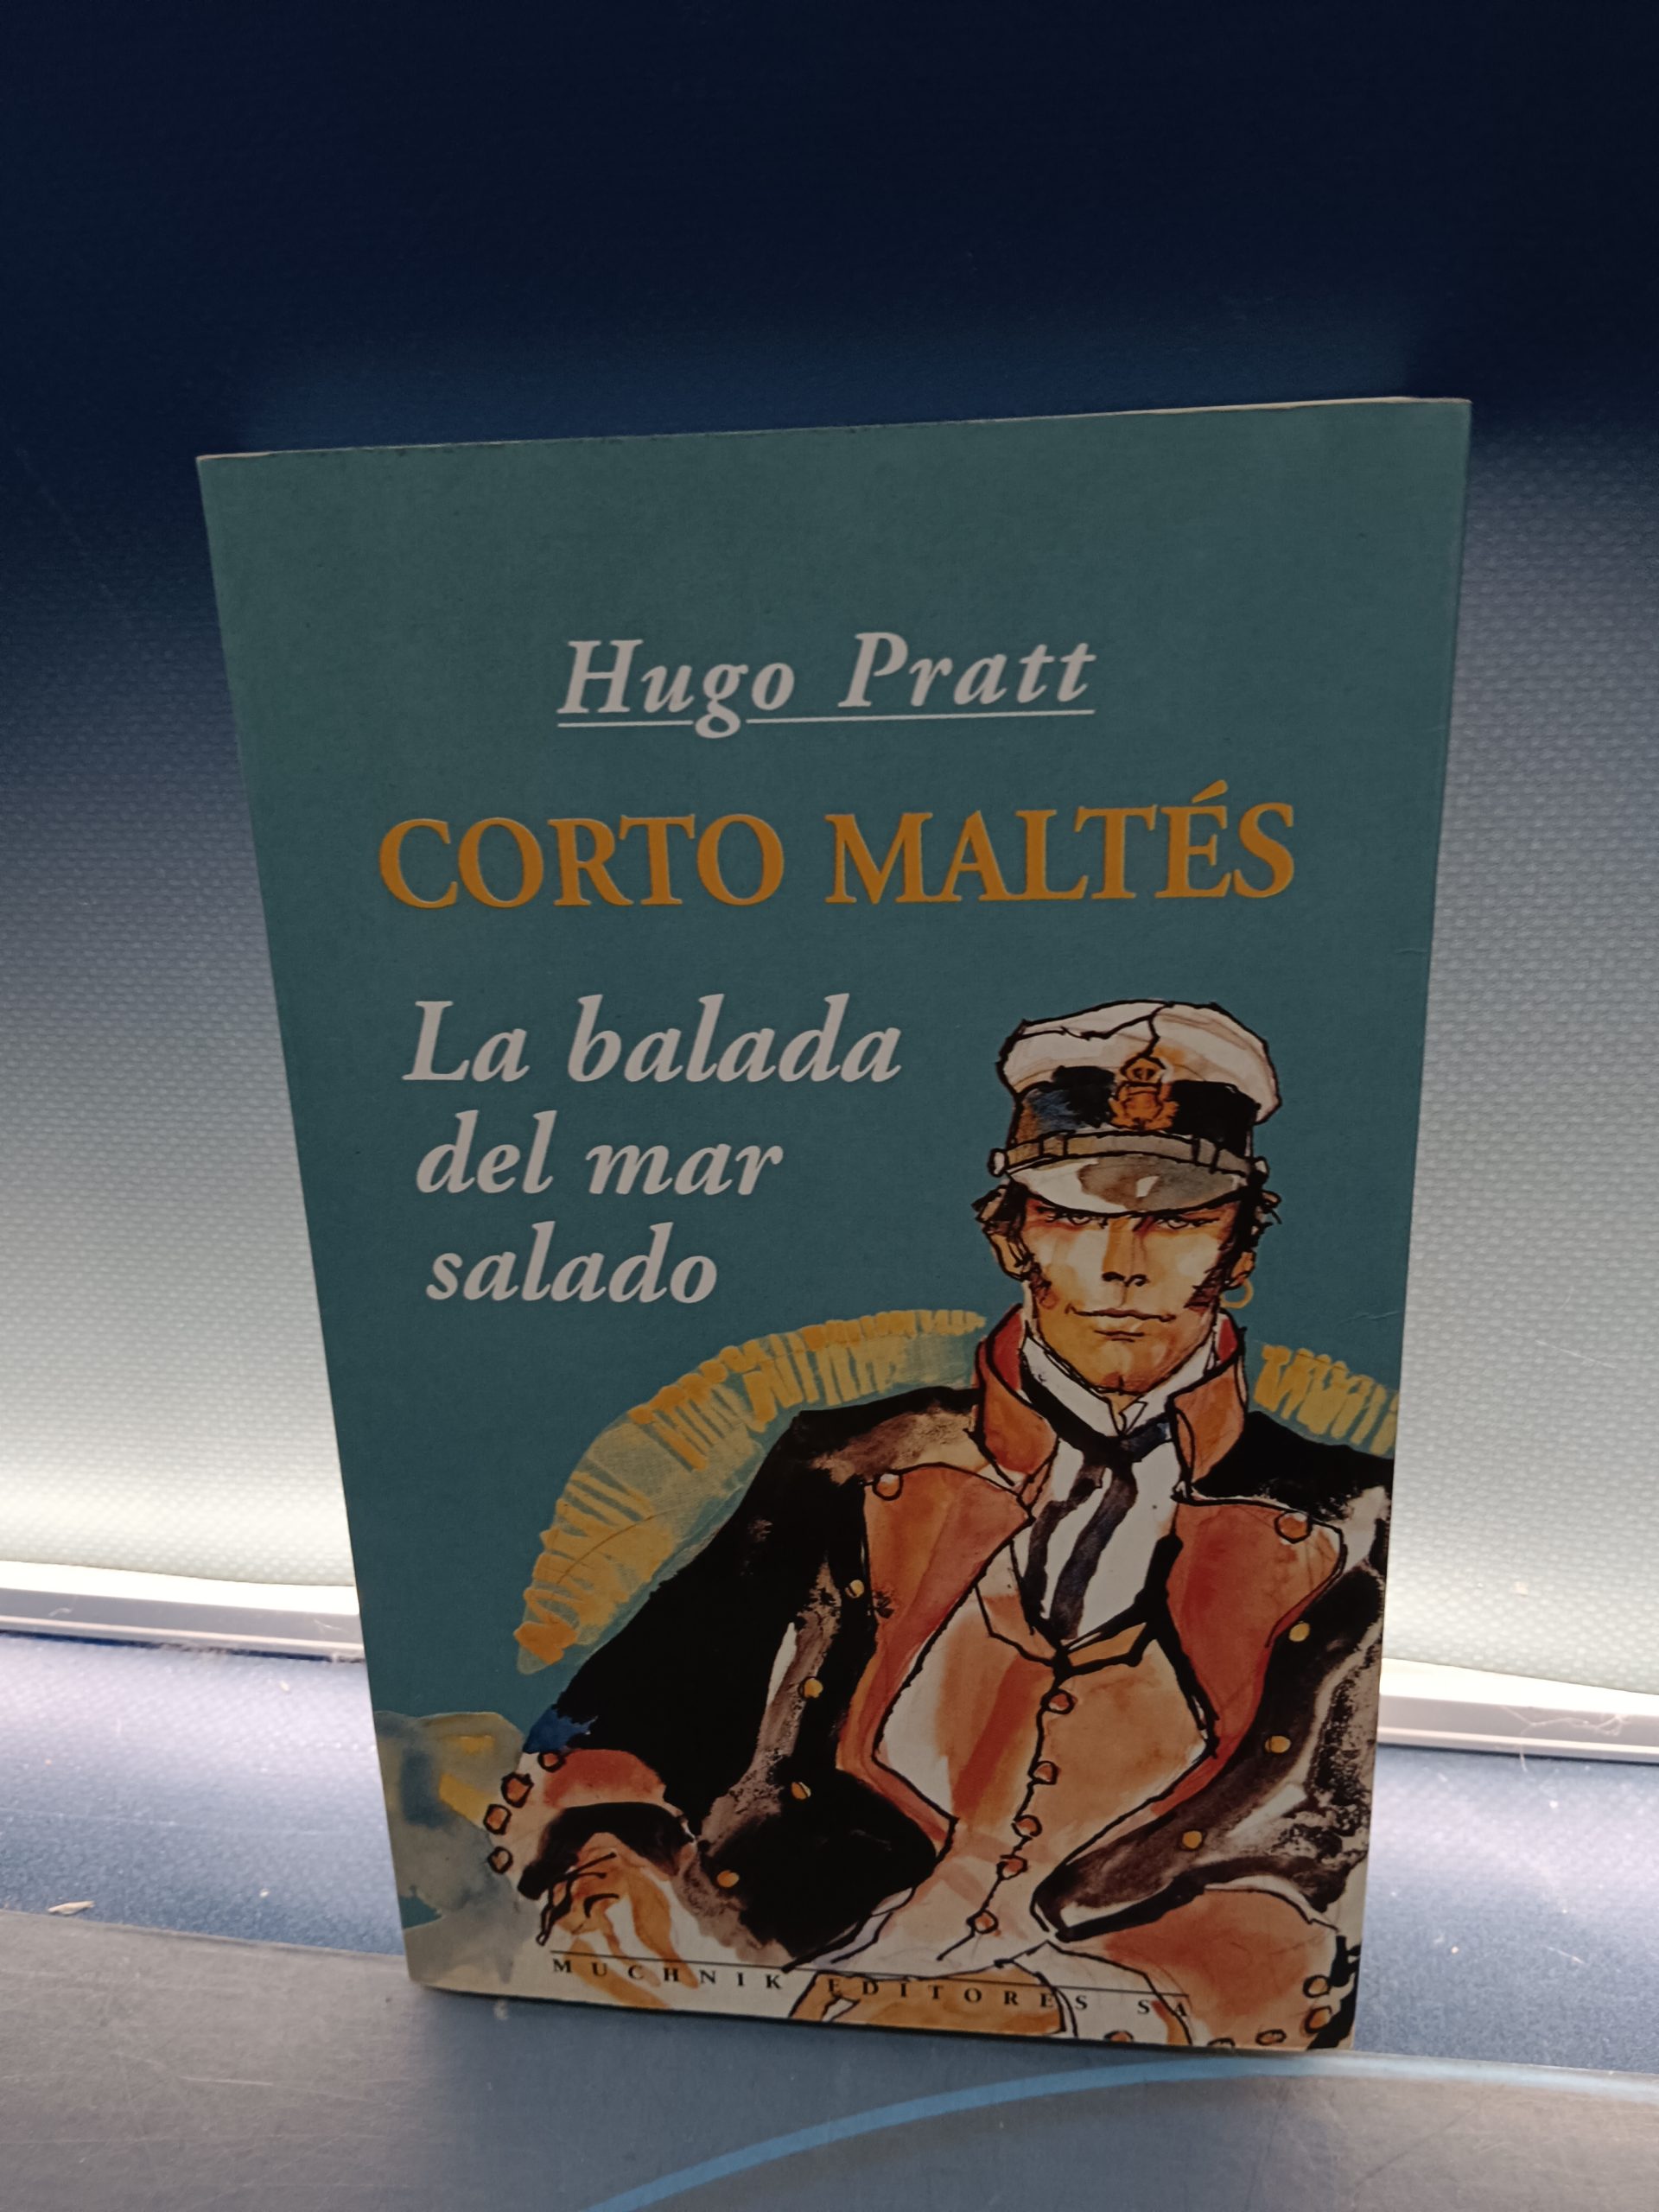 Hugo Pratt
CORTO MALTÉS
La balada
del mar
salado
MUCHNIK EDITORES SA